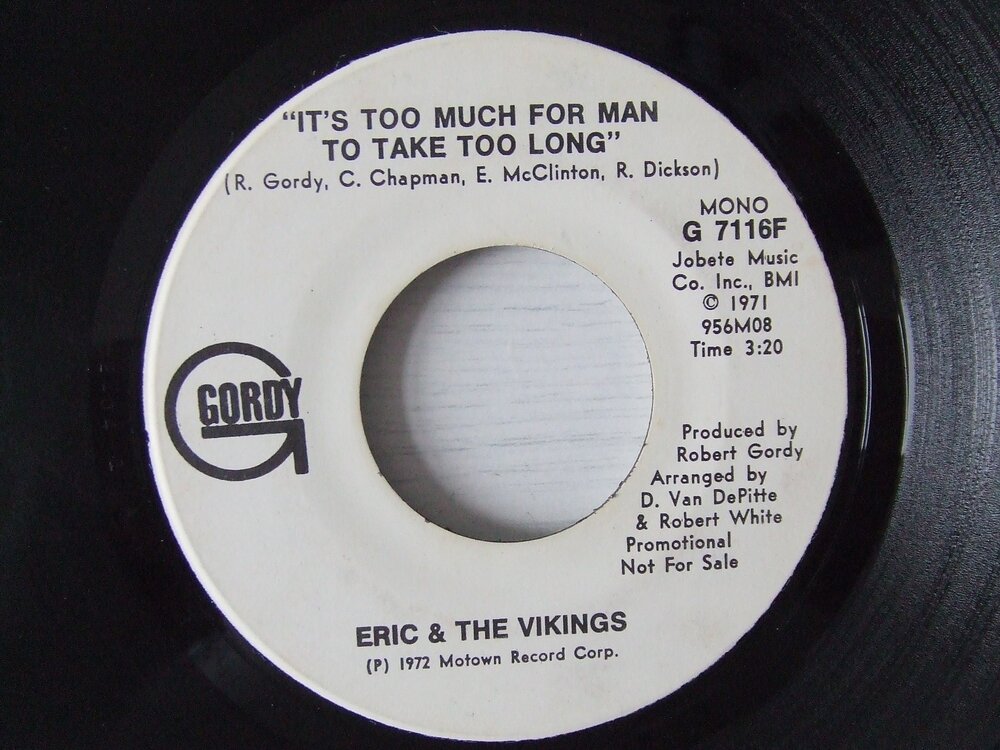 “IT’S TOO MUCH FOR MAN
TO TAKE TOO LONG”
(R. Gordy, C. Chapman, E. McClinton, R. Dickson)
MONO
G 7116F
Jobete Music
Co. Inc., BMI
© 1971
956M08
Time 3:20
GORDY
Produced by
Robert Gordy
Arranged by
D. Van DePitte
& Robert White
Promotional
Not For Sale
ERIC & THE VIKINGS
(P) 1972 Motown Record Corp.